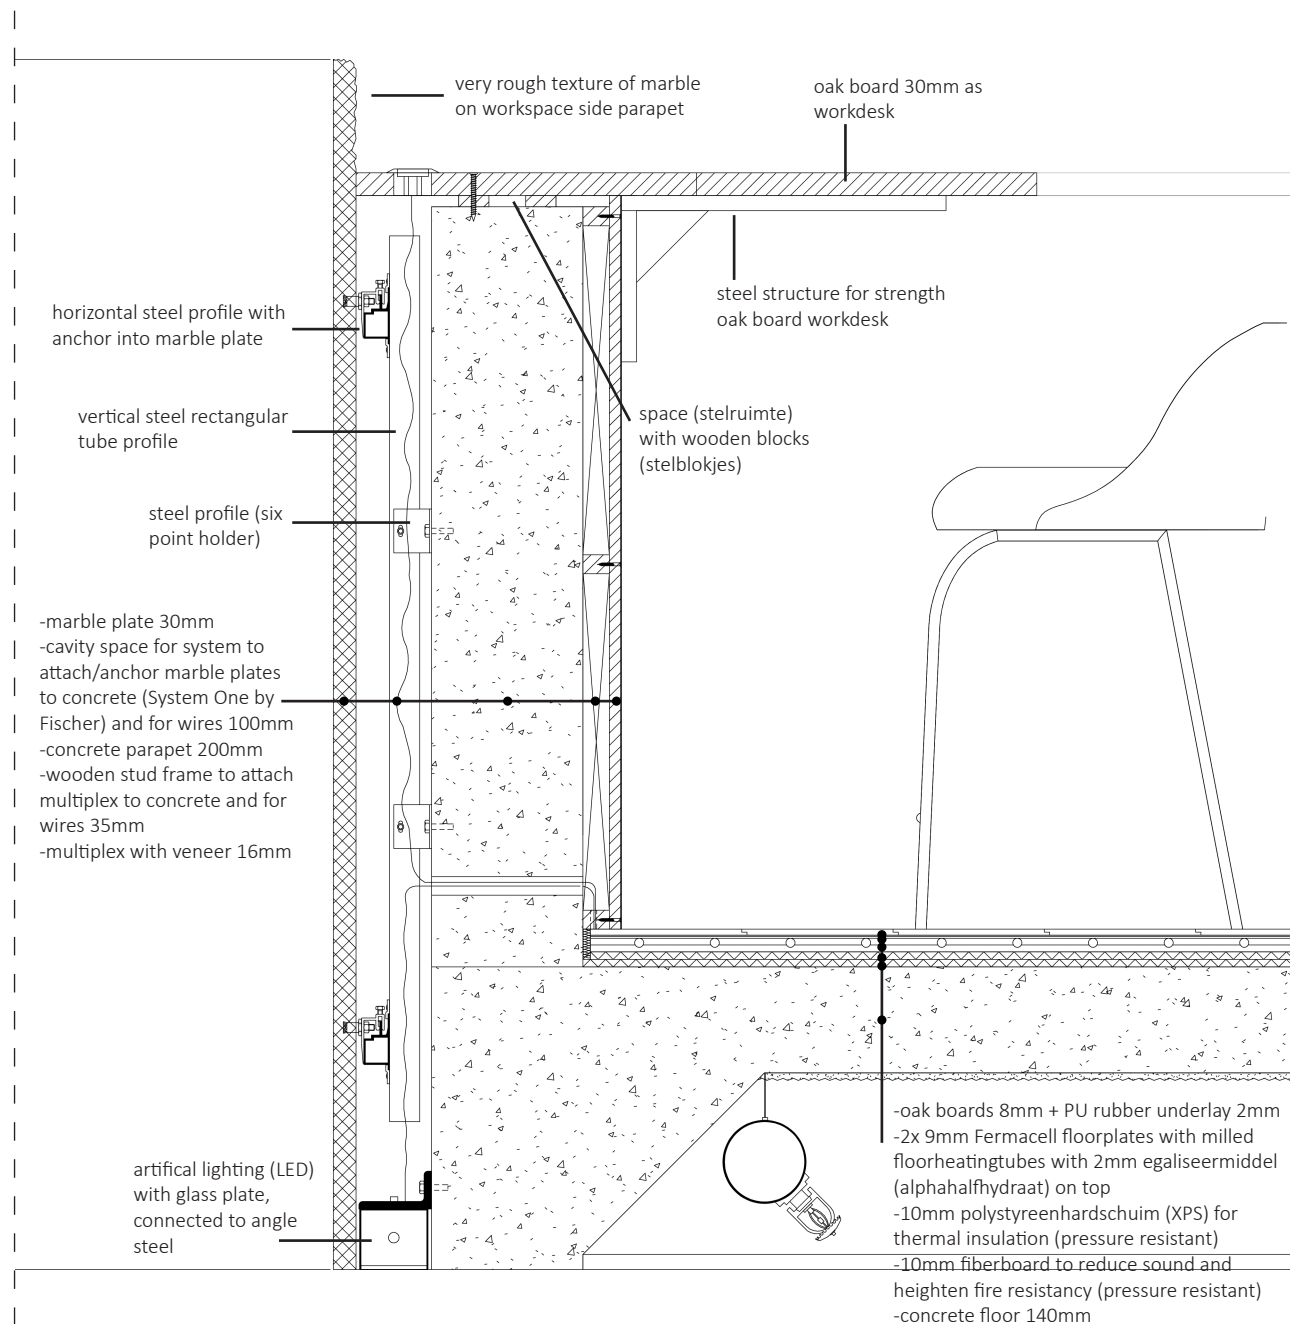 very rough texture of marble
on workspace side parapet
oak board 30mm as
workdesk
horizontal steel profile with
anchor into marble plate
steel structure for strength
oak board workdesk
vertical steel rectangular
tube profile
space (stelruimte)
with wooden blocks
(stelblokjes)
steel profile (six
point holder)
-marble plate 30mm
-cavity space for system to
attach/anchor marble plates
to concrete (System One by
Fischer) and for wires 100mm
-concrete parapet 200mm
-wooden stud frame to attach
multiplex to concrete and for
wires 35mm
-multiplex with veneer 16mm
artifical lighting (LED)
with glass plate,
connected to angle
steel
-oak boards 8mm + PU rubber underlay 2mm
-2x 9mm Fermacell floorplates with milled
floorheatingtubes with 2mm egaliseermiddel
(alphahalfhydraat) on top
-10mm polystyreenhardschuim (XPS) for
thermal insulation (pressure resistant)
-10mm fiberboard to reduce sound and
heighten fire resistancy (pressure resistant)
-concrete floor 140mm